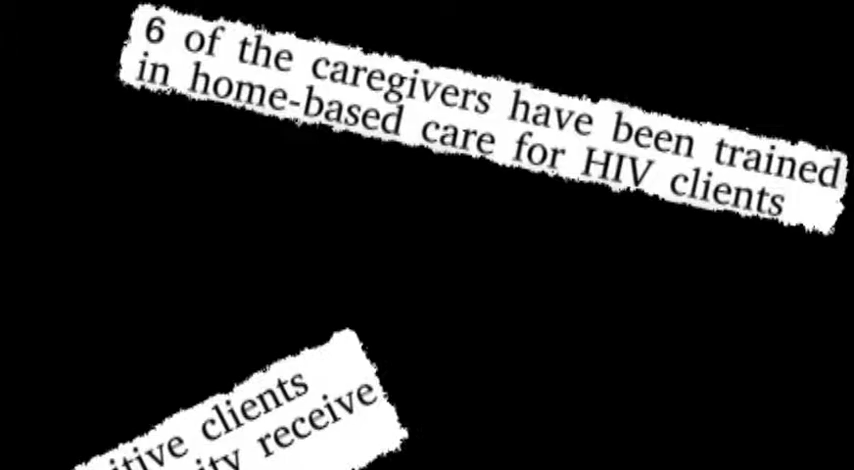 6 of the caregivers have been trained
in home-based care for HIV clients
clients
receive